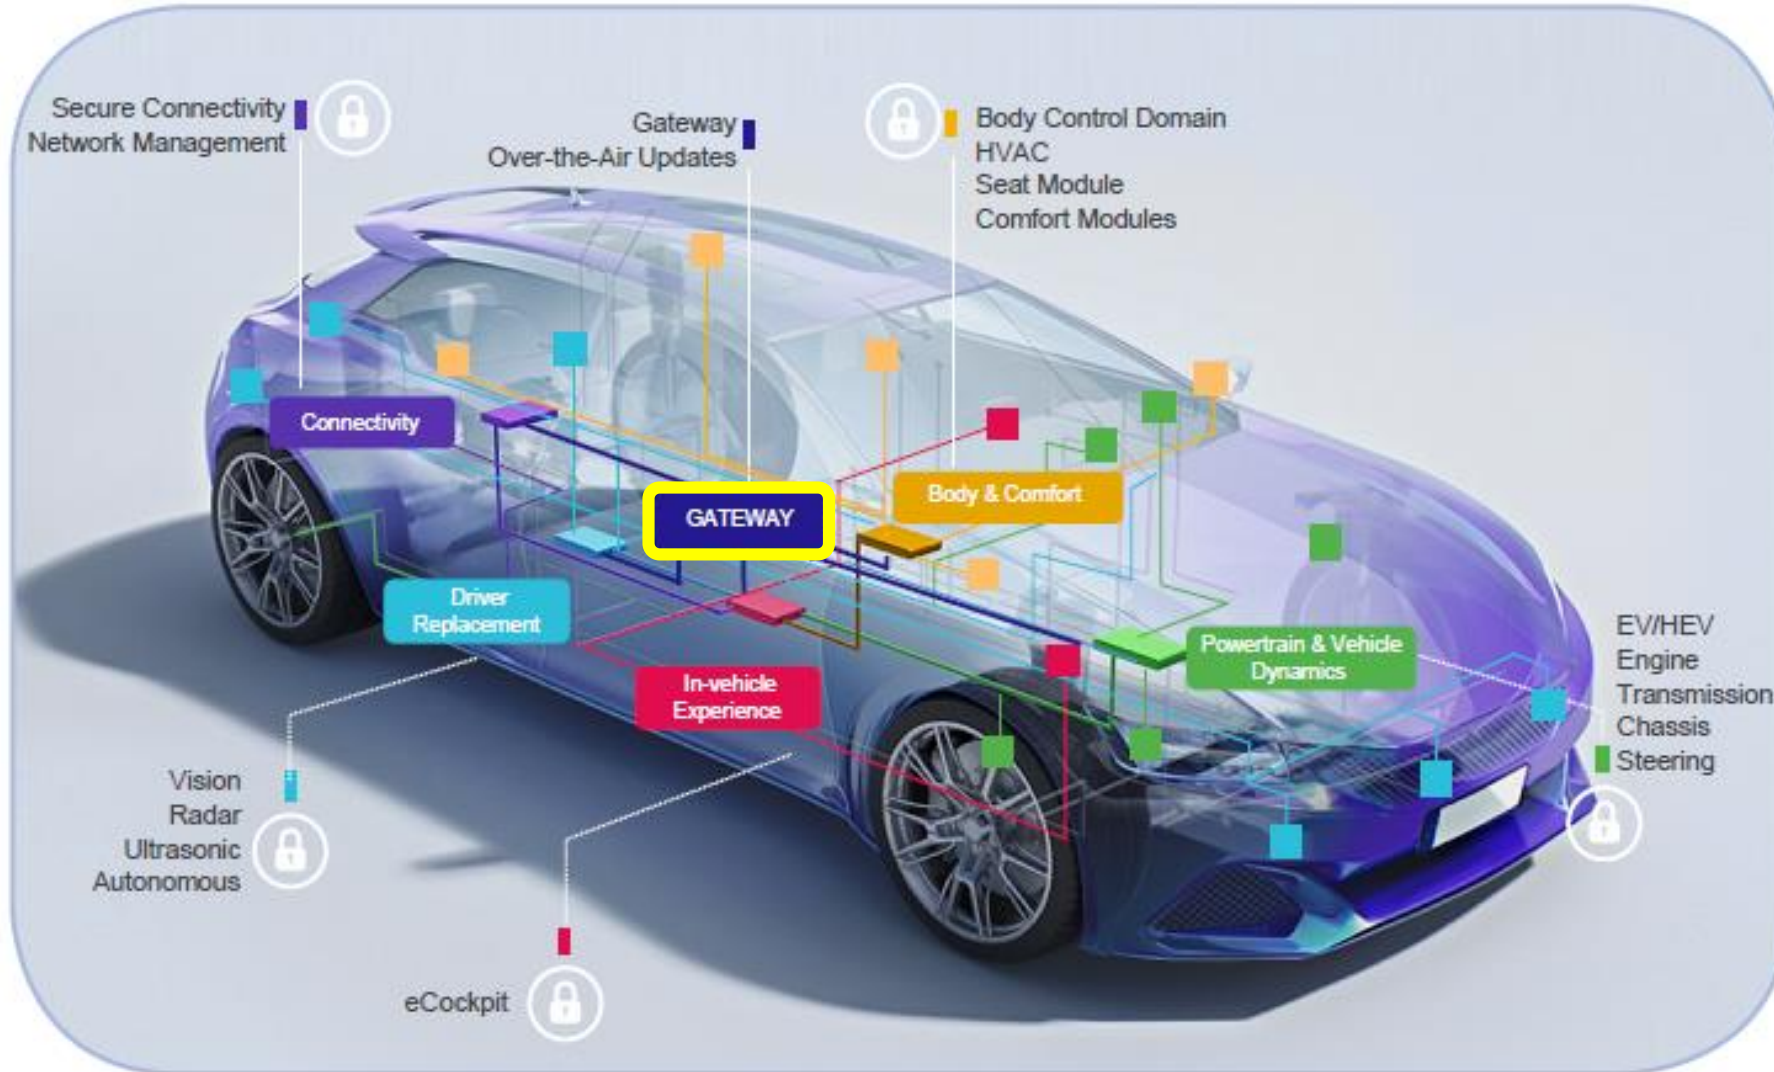 Secure Connectivity
Network Management
Gateway
Over-the-Air Updates
Body Control Domain
HVAC
Seat Module
Comfort Modules
Connectivity
GATEWAY
Body & Comfort
Driver
Replacement
In-vehicle
Experience
Powertrain & Vehicle
Dynamics
EV/HEV
Engine
Transmission
Chassis
Steering
Vision
Radar
Ultrasonic
Autonomous
eCockpit